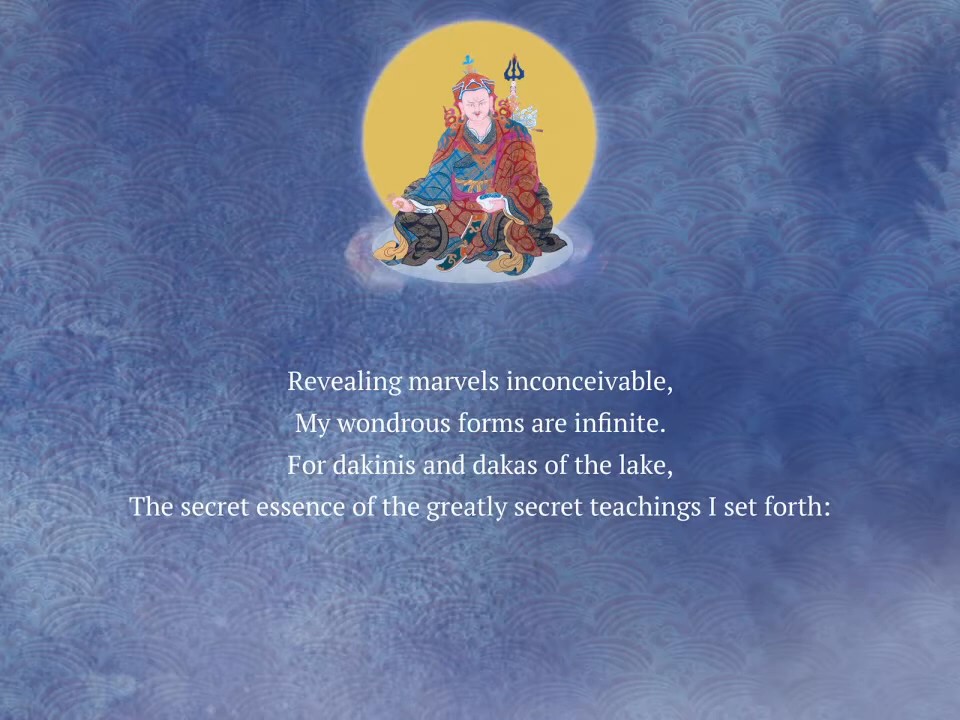 Revealing marvels inconceivable,
My wondrous forms are infinite.
For dakinis and dakas of the lake,
The secret essence of the greatly secret teachings I set forth: